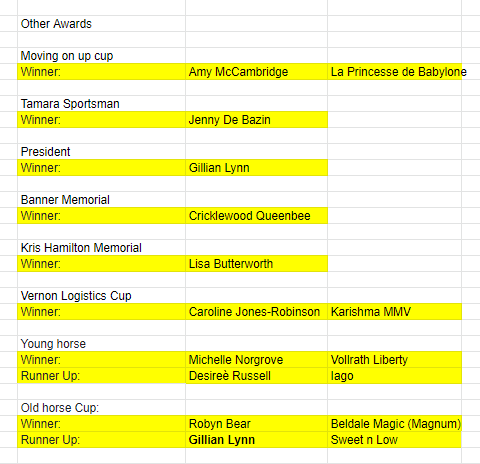 Other Awards
Moving on up cup
Winner: Amy McCambridge La Princesse de Babylone
Tamara Sportsman
Winner: Jenny De Bazin
President
Winner: Gillian Lynn
Banner Memorial
Winner: Cricklewood Queenbee
Kris Hamilton Memorial
Winner: Lisa Butterworth
Vernon Logistics Cup
Winner: Caroline Jones-Robinson Karishma MMV
Young horse
Winner: Michelle Norgrove Vollrath Liberty
Runner Up: Desireè Russell Iago
Old horse Cup:
Winner: Robyn Bear Beldale Magic (Magnum)
Runner Up: Gillian Lynn Sweet n Low